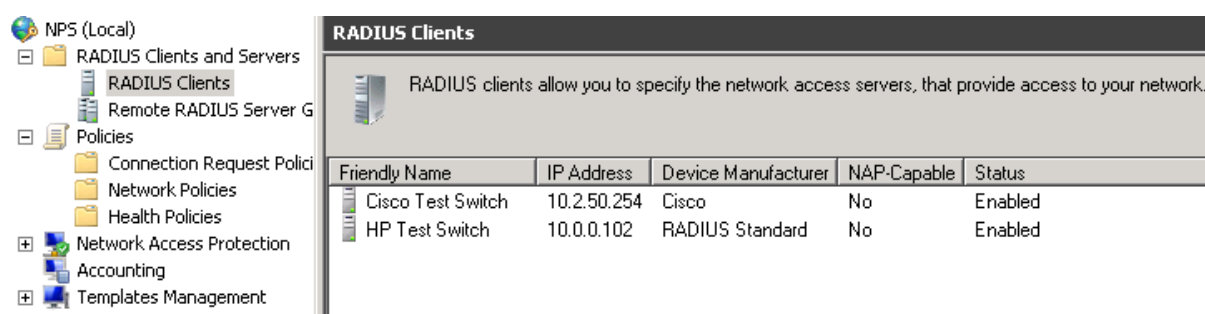 NPS (Local)
RADIUS Clients and Servers
RADIUS Clients
Remote RADIUS Server G
Policies
Connection Request Polici
Network Policies
Health Policies
Network Access Protection
Accounting
Templates Management
RADIUS Clients
RADIUS clients allow you to specify the network access servers, that provide access to your network.
Friendly Name IP Address Device Manufacturer NAP-Capable Status
Cisco Test Switch 10.2.50.254 Cisco No Enabled
HP Test Switch 10.0.0.102 RADIUS Standard No Enabled